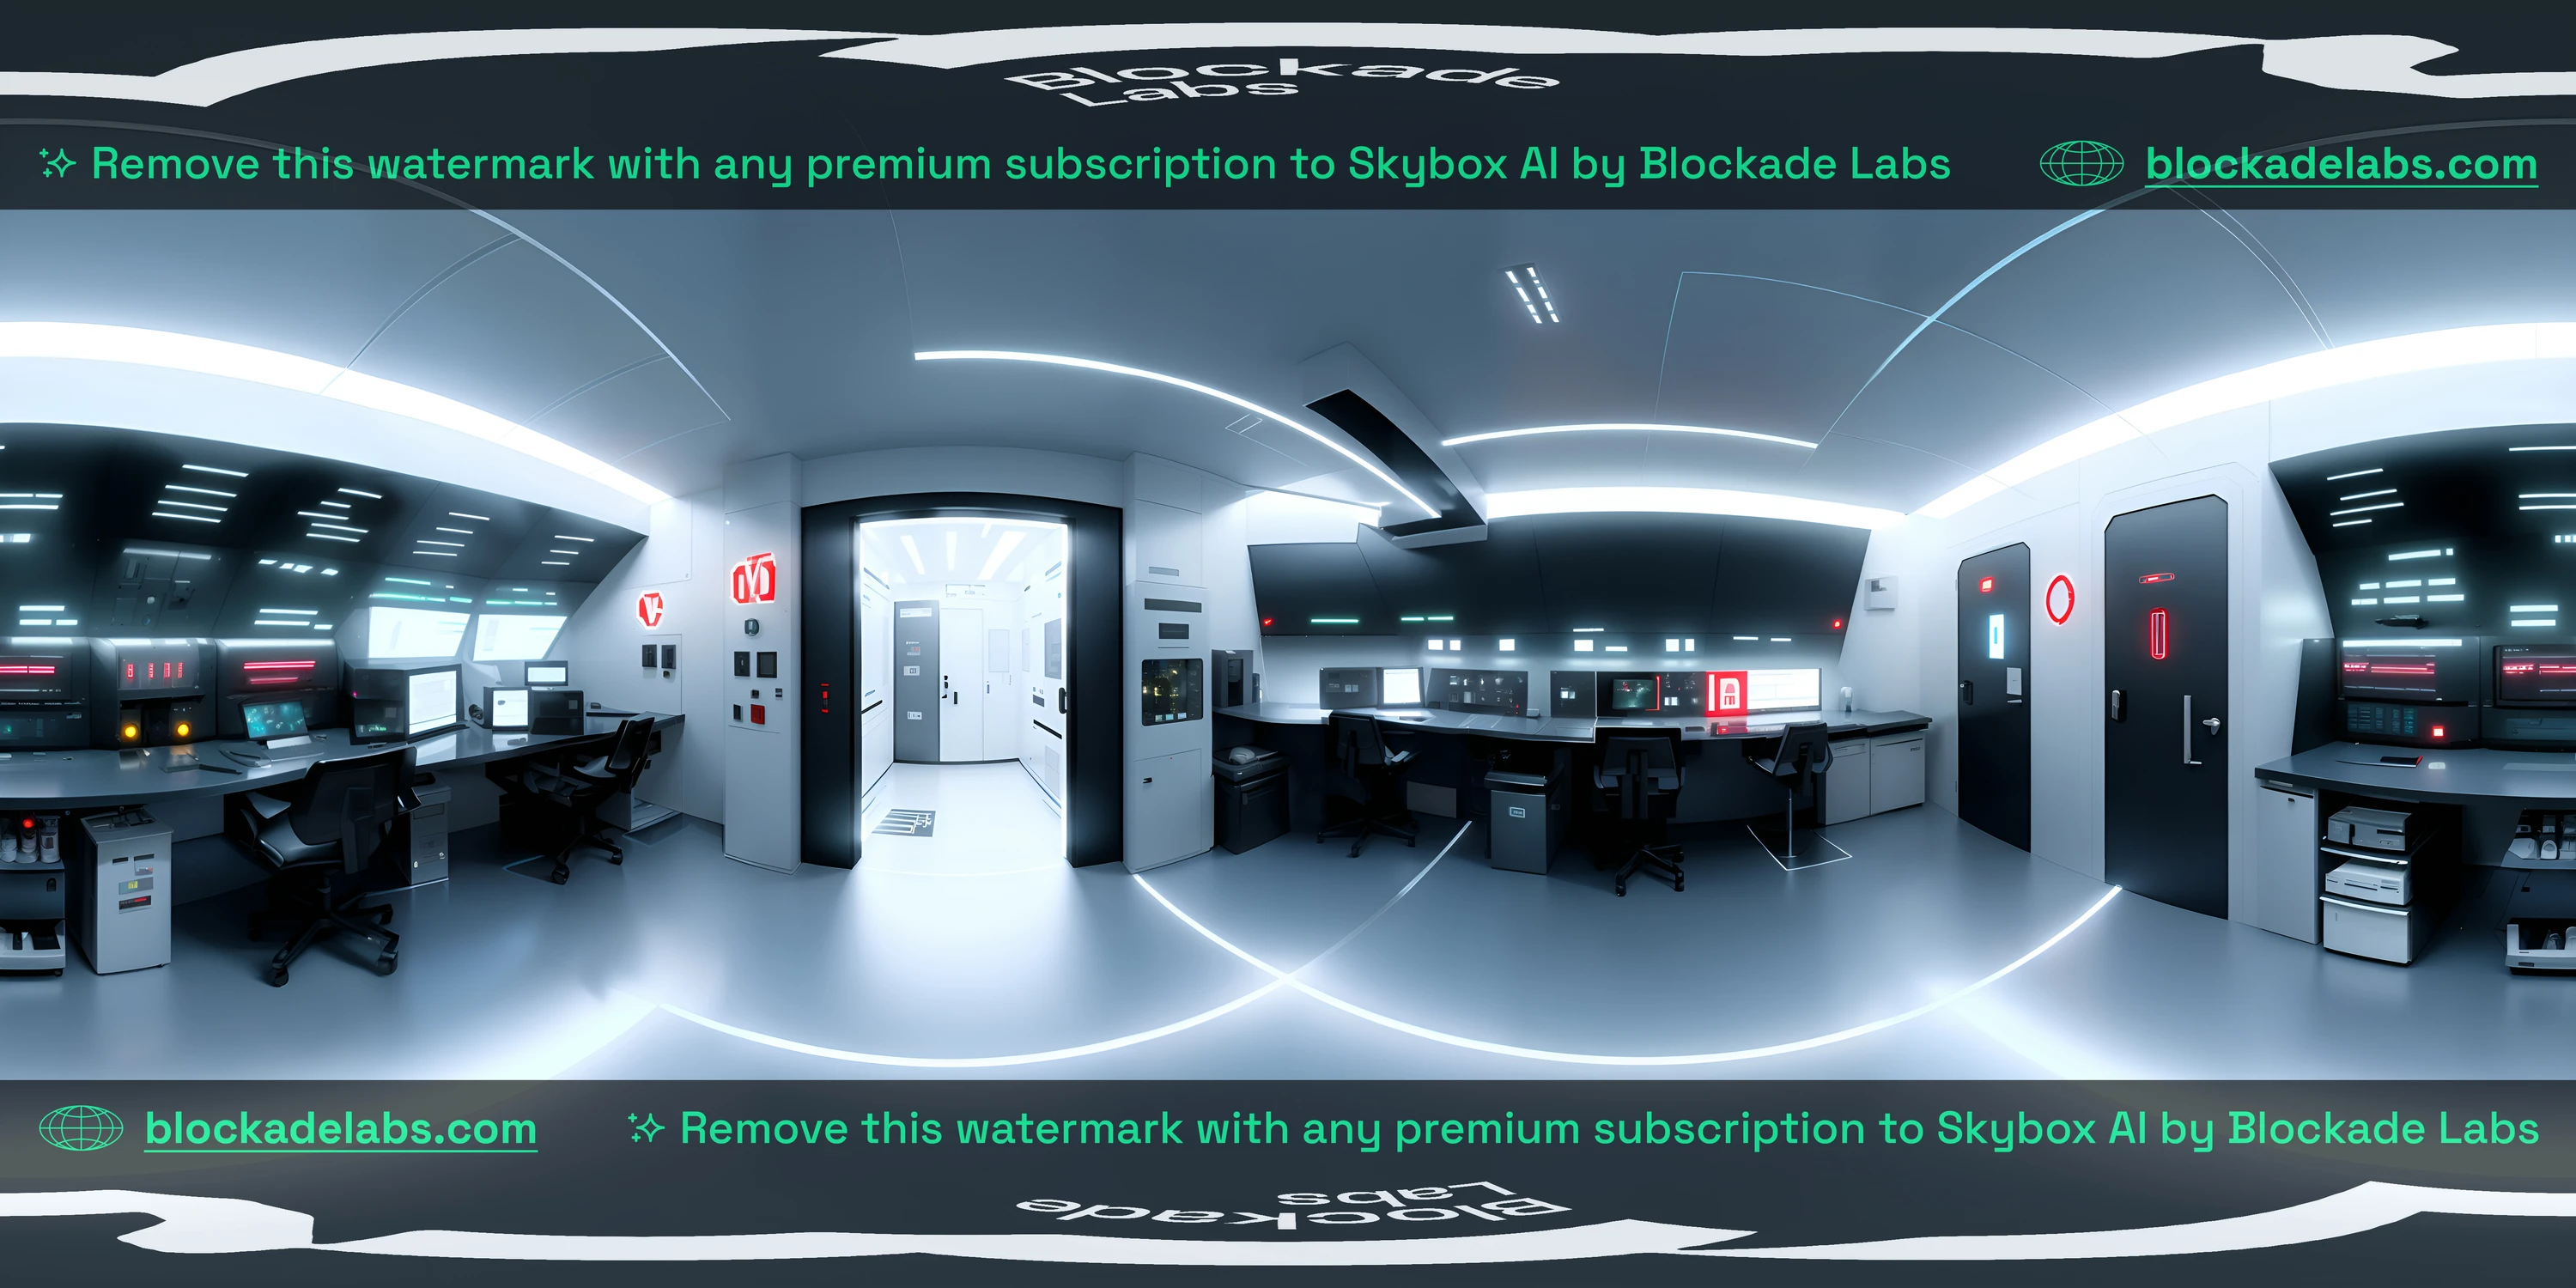 Blockade
Labs
Remove this watermark with any premium subscription to Skybox AI by Blockade Labs
blockadelabs.com
blockadelabs.com
Remove this watermark with any premium subscription to Skybox AI by Blockade Labs
Labs
Blockade